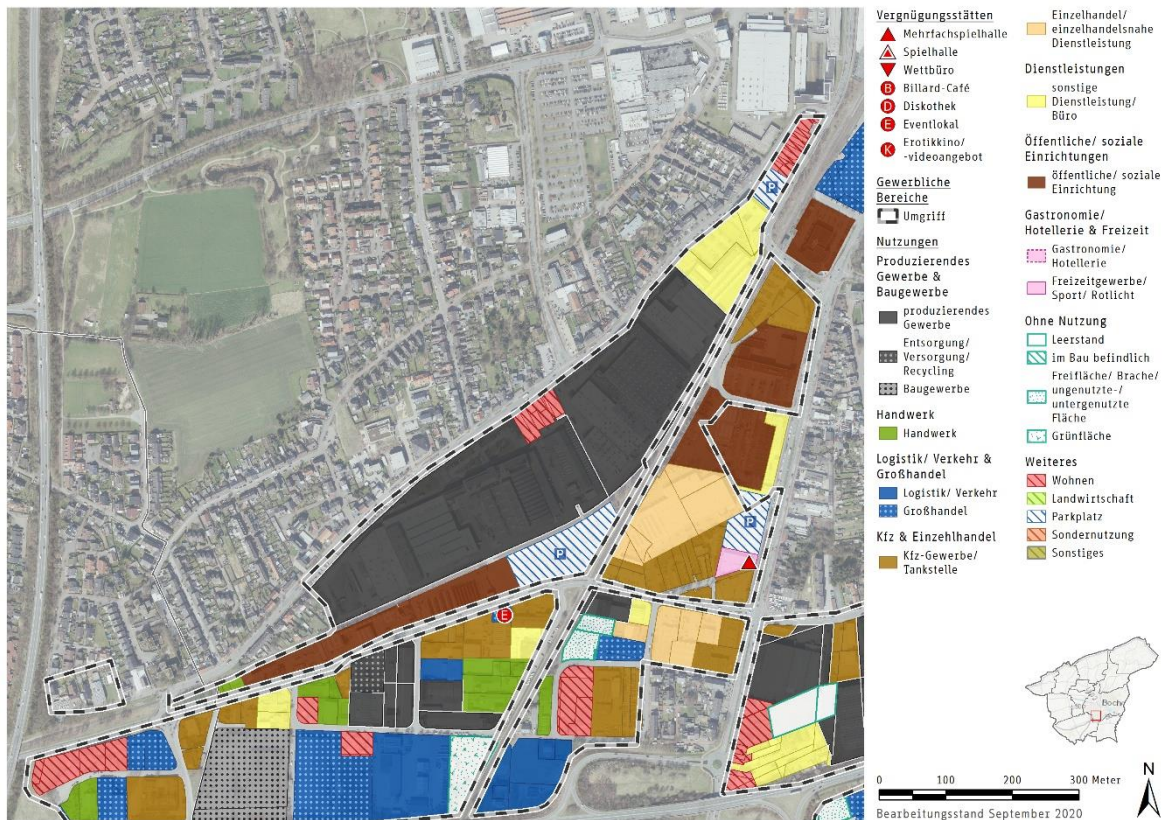 P
P
P
E
Vergnügungsstätten
Mehrfachspielhalle
Spielhalle
Wettbüro
B Billard-Café
D Diskothek
E Eventlokal
K Erotikkino/
-videoangebot
Gewerbliche
Bereiche
Umgriff
Nutzungen
Produzierendes
Gewerbe &
Baugewerbe
produzierendes
Gewerbe
Entsorgung/
Versorgung/
Recycling
Baugewerbe
Handwerk
Handwerk
Logistik/ Verkehr &
Großhandel
Logistik/ Verkehr
Großhandel
Kfz & Einzehlhandel
Kfz-Gewerbe/
Tankstelle
Einzelhandel/
einzelhandelsnahe
Dienstleistung
Dienstleistungen
sonstige
Dienstleistung/
Büro
Öffentliche/ soziale
Einrichtungen
öffentliche/ soziale
Einrichtung
Gastronomie/
Hotellerie & Freizeit
Gastronomie/
Hotellerie
Freizeitgewerbe/
Sport/ Rotlicht
Ohne Nutzung
Leerstand
im Bau befindlich
Freifläche/ Brache/
ungenutzte-/
untergenutzte
Fläche
Grünfläche
Weiteres
Wohnen
Landwirtschaft
Parkplatz
Sondernutzung
Sonstiges
Boch
0 100 200 300 Meter
N
Bearbeitungsstand September 2020